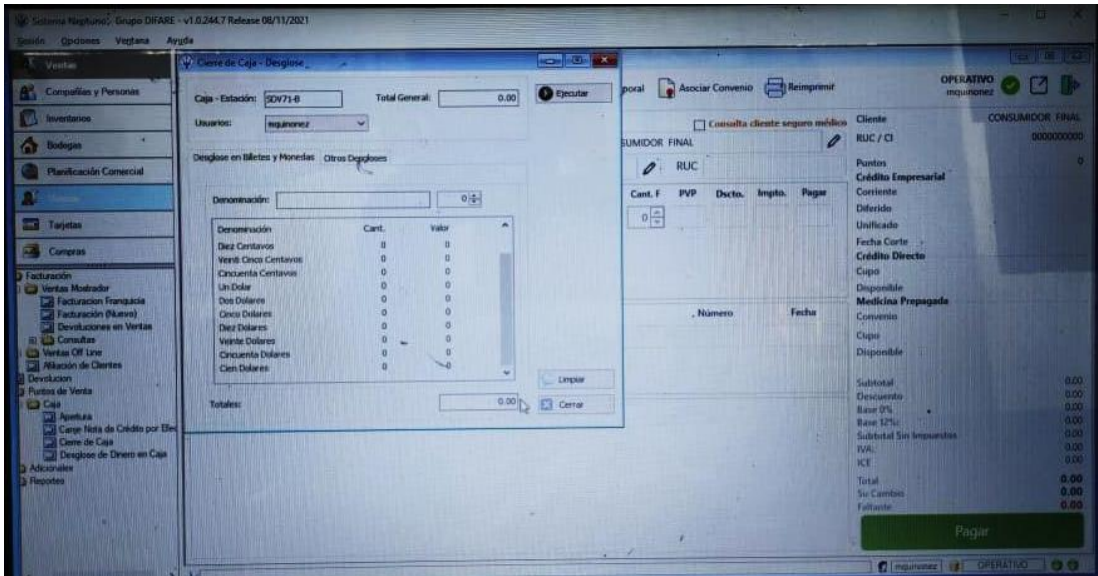 Sistema Neptuno: Grupo DIFARE - v1.0.244.7 Release 08/11/2021
Sesión Opciones Ventana Ayuda
Ventas
Compañías y Personas
Inventarios
Bodegas
Planificación Comercial
Tarjetas
Compras
Facturación
Ventas Mostrador
Facturacion Franquicia
Facturación (Nueva)
Devoluciones en Ventas
Consultas
Ventas Off Line
Afiliación de Clientes
Devolucion
Puntos de Venta
Caja
Apertura
Canje Nota de Crédito por Efec
Cierre de Caja
Desglose de Dinero en Caja
Adicionales
Reportes
Cierre de Caja - Desglose
Caja - Estación: SDV71-B Total General: 0.00 Ejecutar
Usuarios: mquinonez
Desglose en Billetes y Monedas Otros Desgloses
Denominación: 0
Denominación Cant. Valor
Diez Centavos 0 0
Veinti Cinco Centavos 0 0
Cincuenta Centavos 0 0
Un Dolar 0 0
Dos Dolares 0 0
Cinco Dolares 0 0
Diez Dolares 0 0
Veinte Dolares 0 0
Cincuenta Dolares 0 0
Cien Dolares 0 0
Limpiar
Totales: 0.00 Cerrar
poral Asociar Convenio Reimprimir
OPERATIVO
mquinonez
Consulta cliente seguro médico
SUMIDOR FINAL
RUC
Cant. F PVP Dscto. Impto. Pagar
0
Número Fecha
Cliente CONSUMIDOR FINAL
RUC / CI 0000000000
Puntos 0
Crédito Empresarial
Corriente
Diferido
Unificado
Fecha Corte
Crédito Directo
Cupo
Disponible
Medicina Prepagada
Convenio
Cupo
Disponible
Subtotal 0.00
Descuento 0.00
Base 0% 0.00
Base 12% 0.00
Subtotal Sin Impuestos 0.00
IVA: 0.00
ICE 0.00
Total 0.00
Su Cambio 0.00
Faltante 0.00
Pagar
mquinonez OPERATIVO